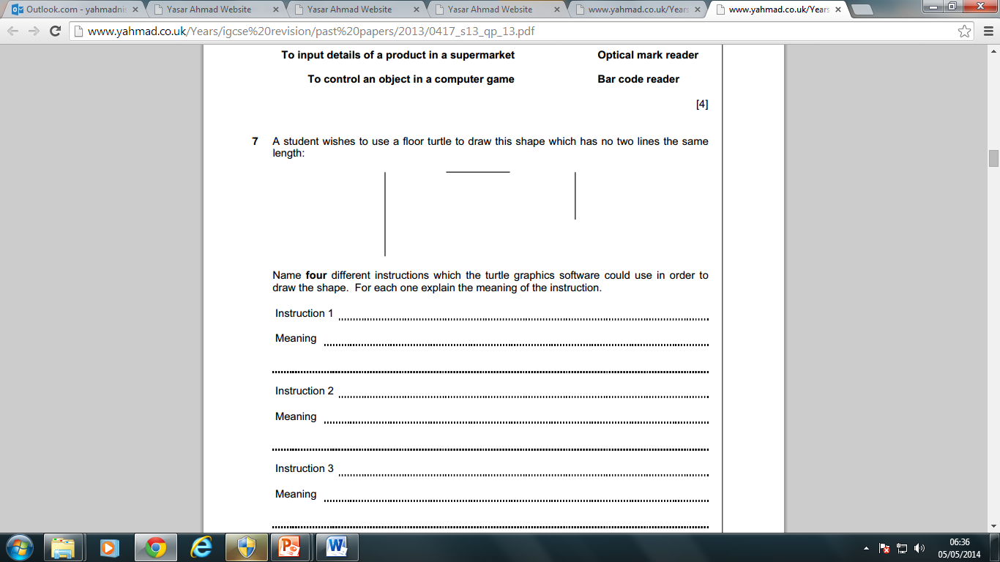 Outlook.com - yahmadnis
Yasar Ahmad Website
Yasar Ahmad Website
Yasar Ahmad Website
www.yahmad.co.uk/Years
www.yahmad.co.uk/Years
www.yahmad.co.uk/Years/igcse%20revision/past%20papers/2013/0417_s13_qp_13.pdf
To input details of a product in a supermarket Optical mark reader
To control an object in a computer game Bar code reader
[4]
7 A student wishes to use a floor turtle to draw this shape which has no two lines the same
length:
Name four different instructions which the turtle graphics software could use in order to
draw the shape. For each one explain the meaning of the instruction.
Instruction 1
Meaning
Instruction 2
Meaning
Instruction 3
Meaning
06:36
05/05/2014